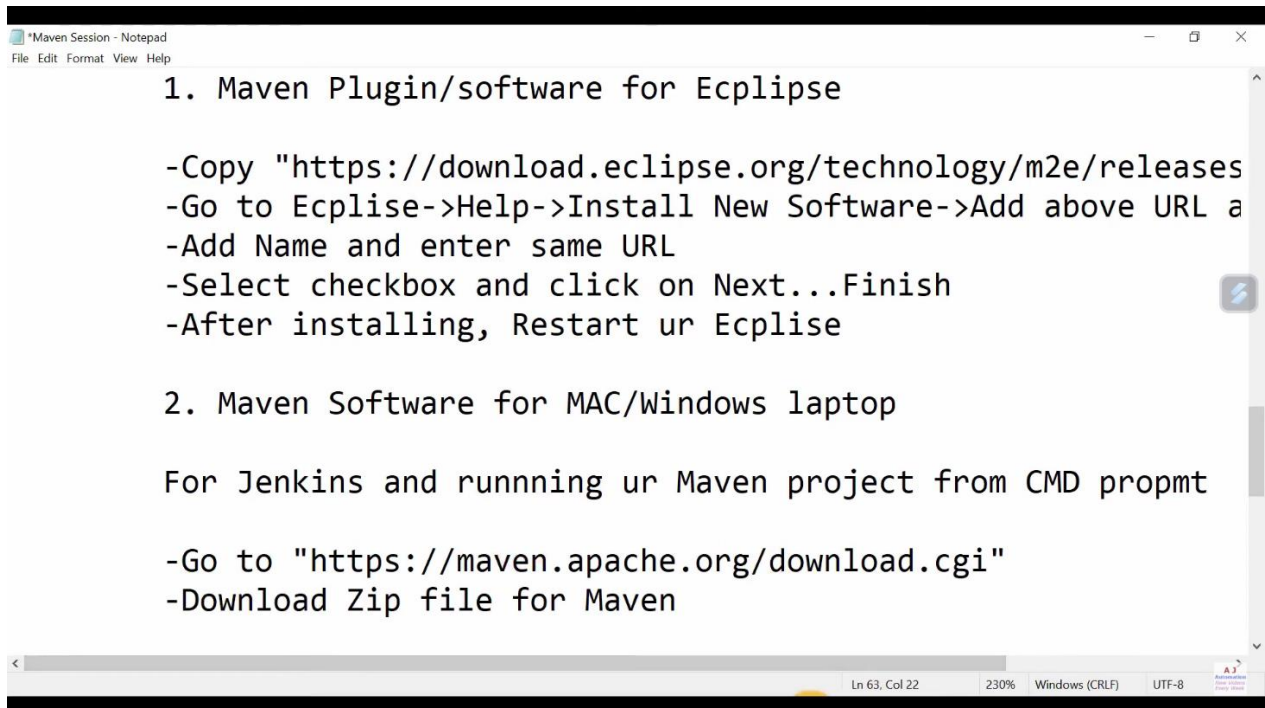 *Maven Session - Notepad
File Edit Format View Help
1. Maven Plugin/software for Ecplipse
-Copy "https://download.eclipse.org/technology/m2e/releases
-Go to Ecplise->Help->Install New Software->Add above URL a
-Add Name and enter same URL
-Select checkbox and click on Next...Finish
-After installing, Restart ur Ecplise
2. Maven Software for MAC/Windows laptop
For Jenkins and runnning ur Maven project from CMD propmt
-Go to "https://maven.apache.org/download.cgi"
-Download Zip file for Maven
Ln 63, Col 22 230% Windows (CRLF) UTF-8
AJ
Automation